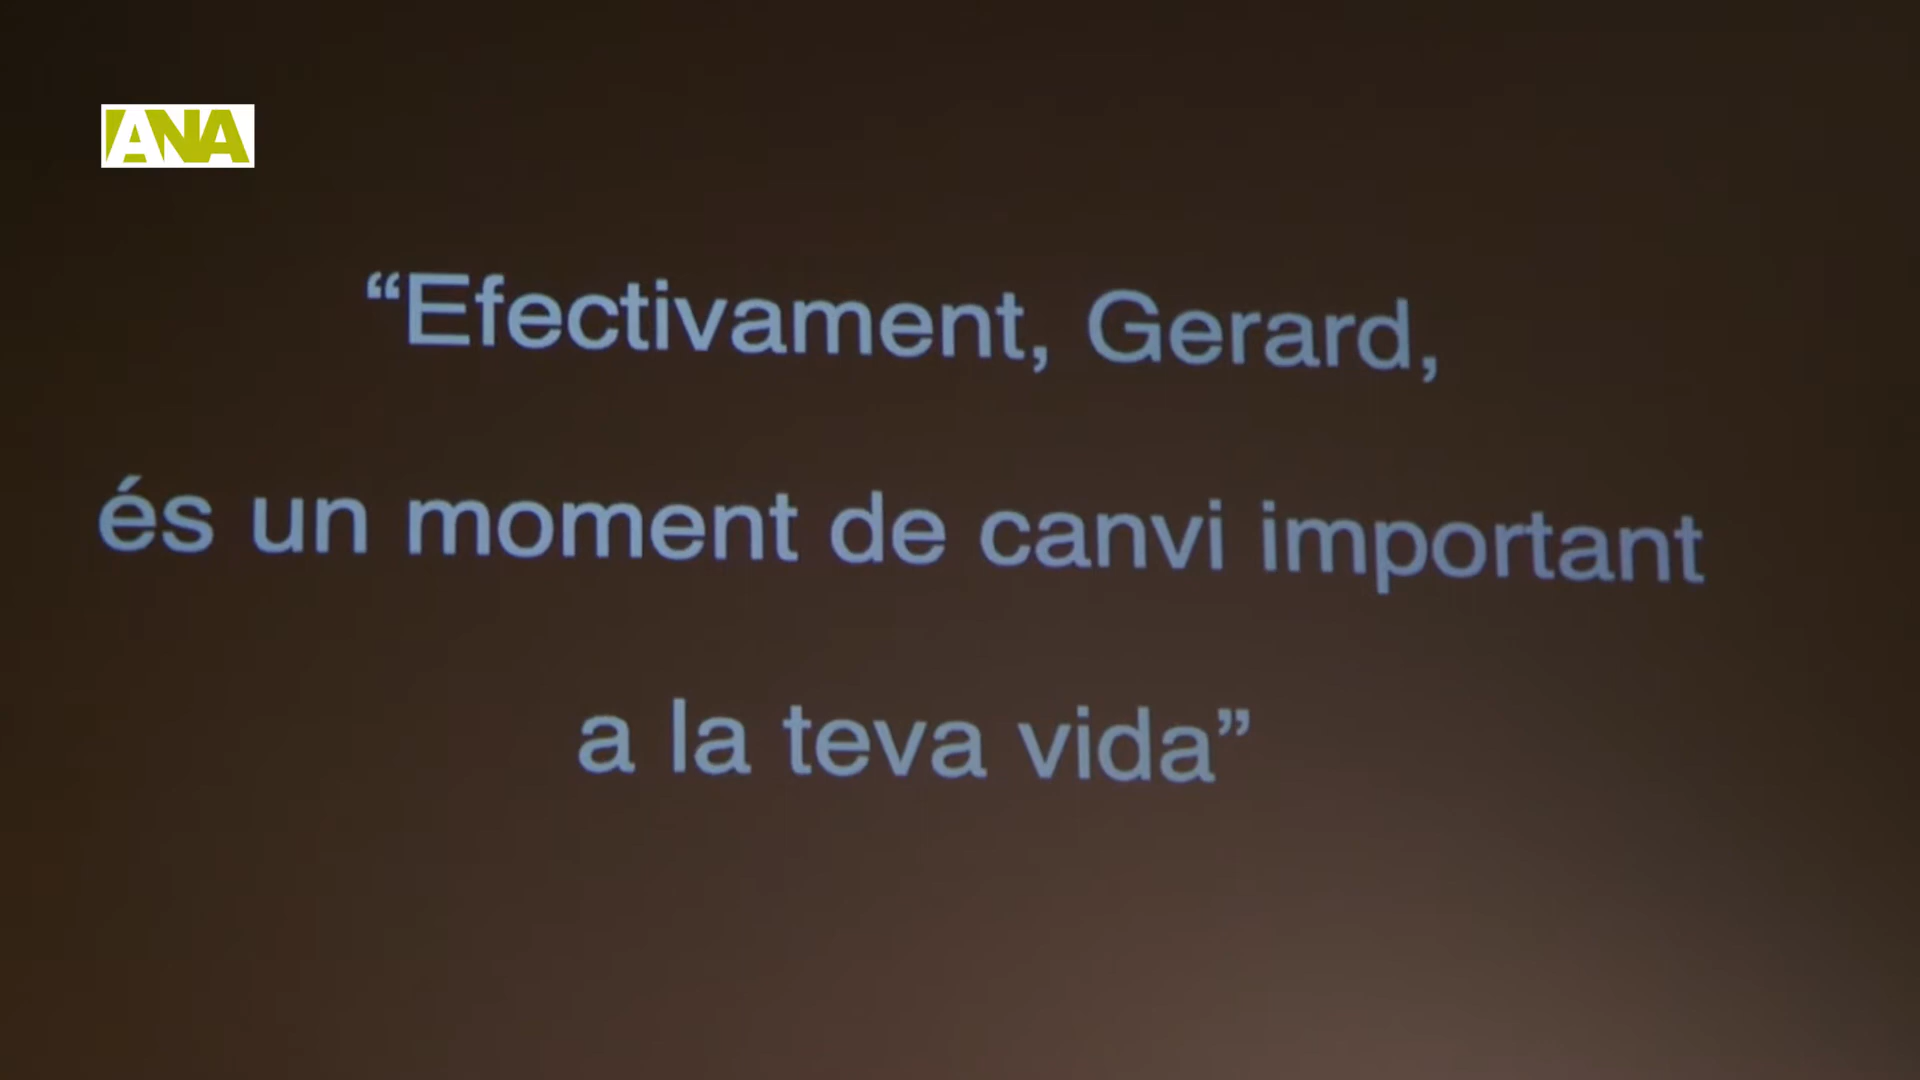 ANA
“Efectivament, Gerard,
és un moment de canvi important
a la teva vida”